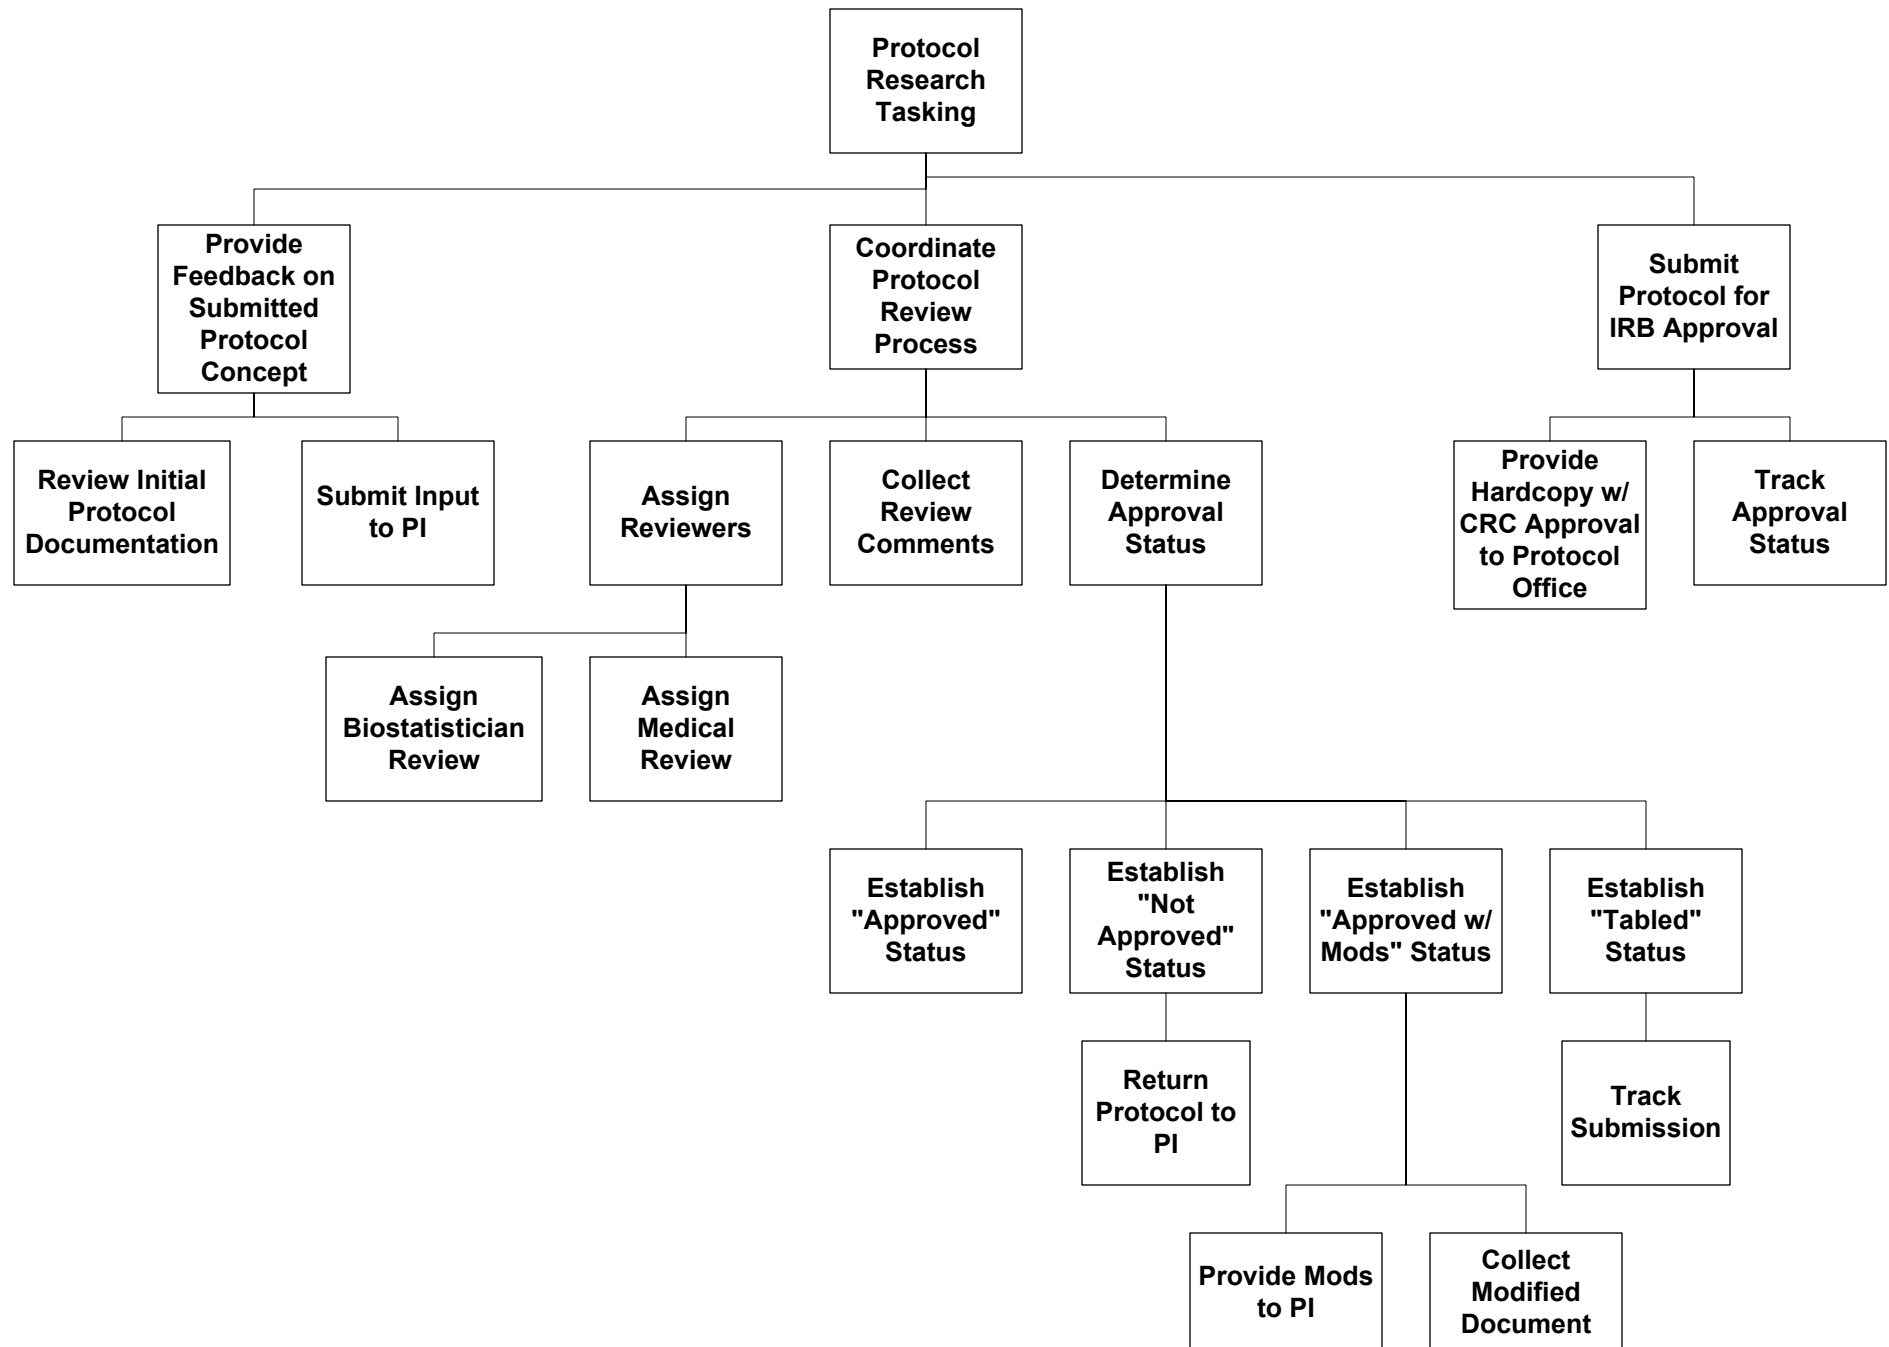 Protocol
Research
Tasking
Provide
Feedback on
Submitted
Protocol
Concept
Coordinate
Protocol
Review
Process
Submit
Protocol for
IRB Approval
Review Initial
Protocol
Documentation
Submit Input
to PI
Assign
Reviewers
Collect
Review
Comments
Determine
Approval
Status
Provide
Hardcopy w/
CRC Approval
to Protocol
Office
Track
Approval
Status
Assign
Biostatistician
Review
Assign
Medical
Review
Establish
"Approved"
Status
Establish
"Not
Approved"
Status
Establish
"Approved w/
Mods" Status
Establish
"Tabled"
Status
Return
Protocol to
PI
Track
Submission
Provide Mods
to PI
Collect
Modified
Document